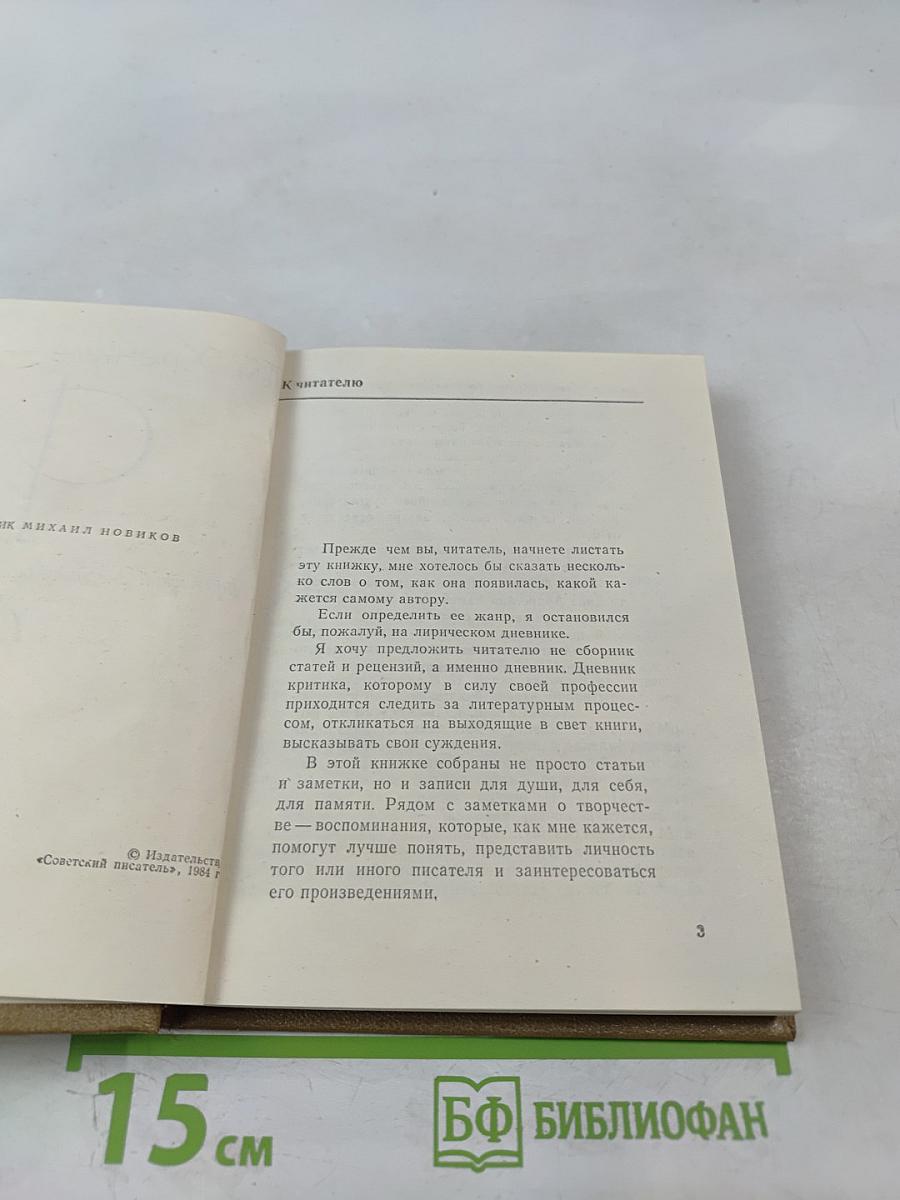 ИК МИХАИЛ НОВИКОВ
© Издательств
«Советский писатель», 1984 г
К читателю
Прежде чем вы, читатель, начнете листать
эту книжку, мне хотелось бы сказать несколь-
ко слов о том, как она появилась, какой ка-
жется самому автору.
Если определить ее жанр, я остановился
бы, пожалуй, на лирическом дневнике.
Я хочу предложить читателю не сборник
статей и рецензий, а именно дневник. Дневник
критика, которому в силу своей профессии
приходится следить за литературным процес-
сом, откликаться на выходящие в свет книги,
высказывать свои суждения.
В этой книжке собраны не просто статьи
и заметки, но и записи для души, для себя,
для памяти. Рядом с заметками о творчест-
ве — воспоминания, которые, как мне кажется,
помогут лучше понять, представить личность
того или иного писателя и заинтересоваться
его произведениями,
3
15 см
БФ БИБЛИОФАН